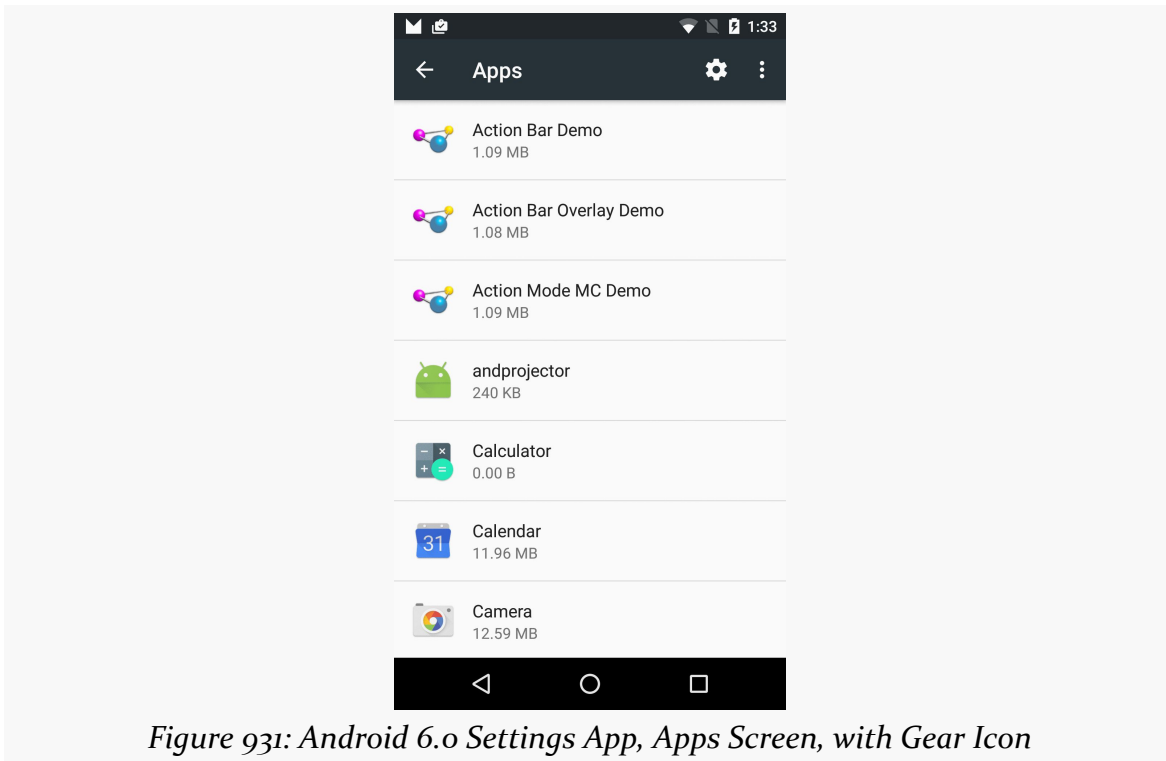 1:33
Apps
Action Bar Demo
1.09 MB
Action Bar Overlay Demo
1.08 MB
Action Mode MC Demo
1.09 MB
andprojector
240 KB
Calculator
0.00 B
31
Calendar
11.96 MB
Camera
12.59 MB
Figure 931: Android 6.0 Settings App, Apps Screen, with Gear Icon